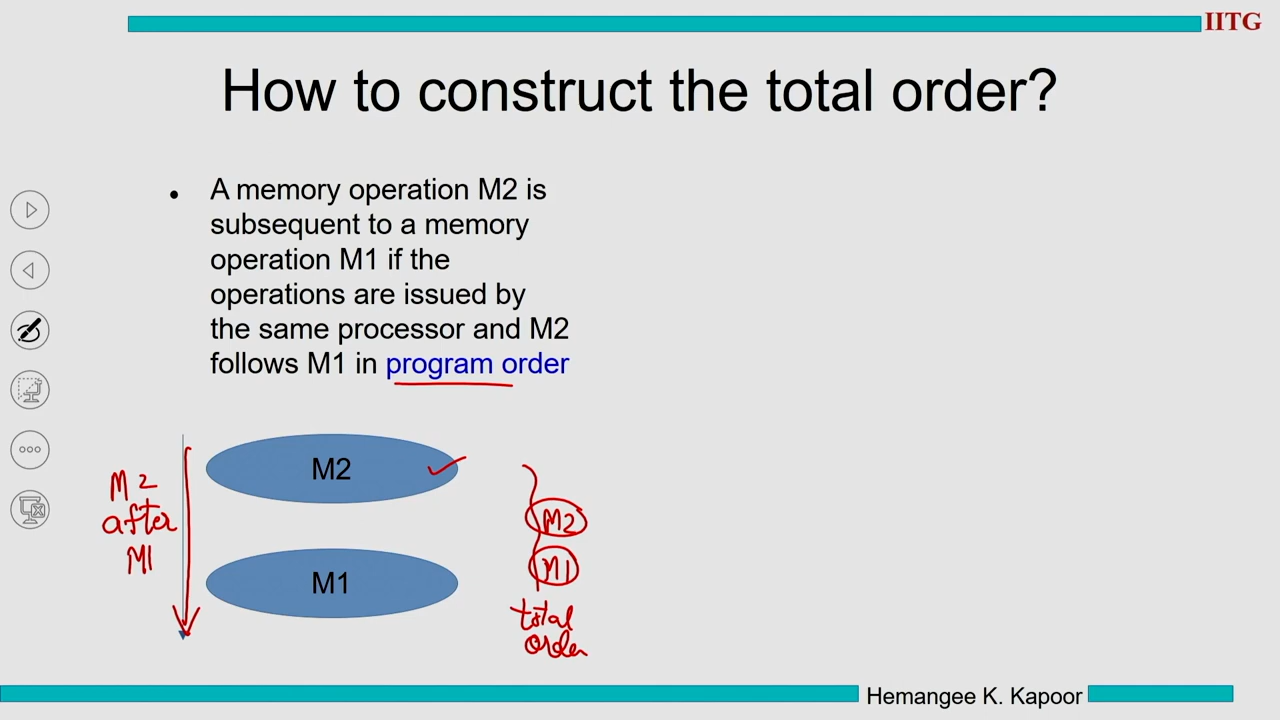 IITG
How to construct the total order?
• A memory operation M2 is
subsequent to a memory
operation M1 if the
operations are issued by
the same processor and M2
follows M1 in program order
M2
M1
M2
after
M1
M2
M1
total
order
Hemangee K. Kapoor